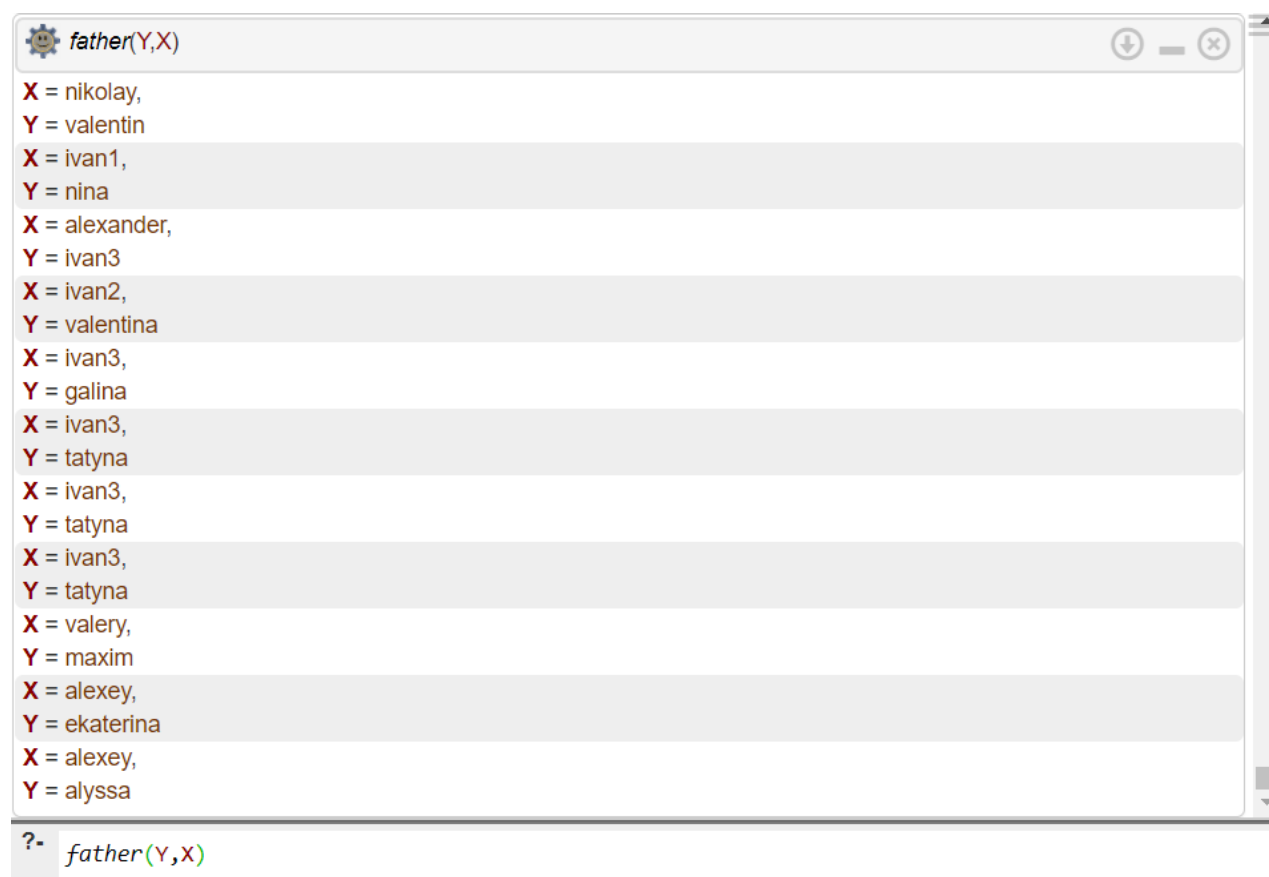 father(Y,X)
X = nikolay,
Y = valentin
X = ivan1,
Y = nina
X = alexander,
Y = ivan3
X = ivan2,
Y = valentina
X = ivan3,
Y = galina
X = ivan3,
Y = tatyna
X = ivan3,
Y = tatyna
X = ivan3,
Y = tatyna
X = valery,
Y = maxim
X = alexey,
Y = ekaterina
X = alexey,
Y = alyssa
?- father(Y,X)